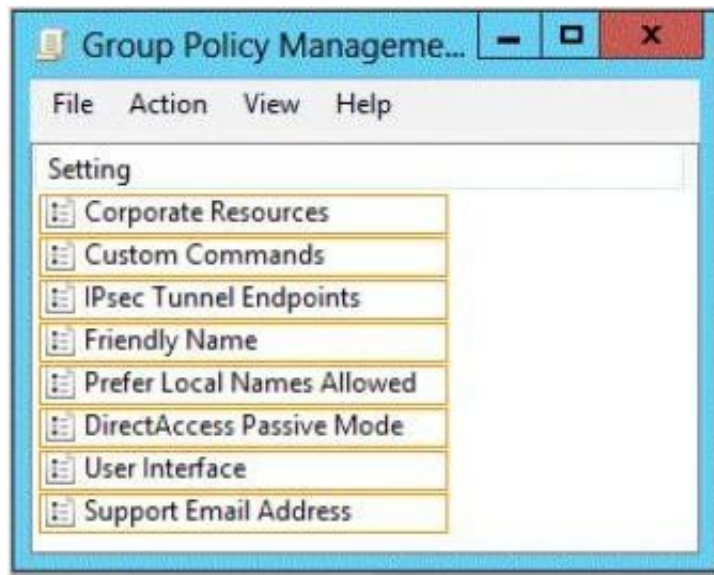 Group Policy Manageme...
File Action View Help
Setting
Corporate Resources
Custom Commands
IPsec Tunnel Endpoints
Friendly Name
Prefer Local Names Allowed
DirectAccess Passive Mode
User Interface
Support Email Address